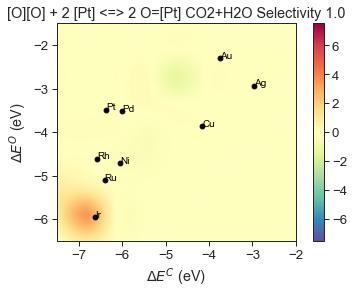 [O][O] + 2 [Pt] <=> 2 O=[Pt] CO2+H2O Selectivity 1.0
−2
−3
−4
−5
−6
ΔE^O (eV)
Au
Ag
Pt
Pd
Cu
Rh
Ni
Ru
Ir
−7
−6
−5
−4
−3
−2
ΔE^C (eV)
6
4
2
0
−2
−4
−6